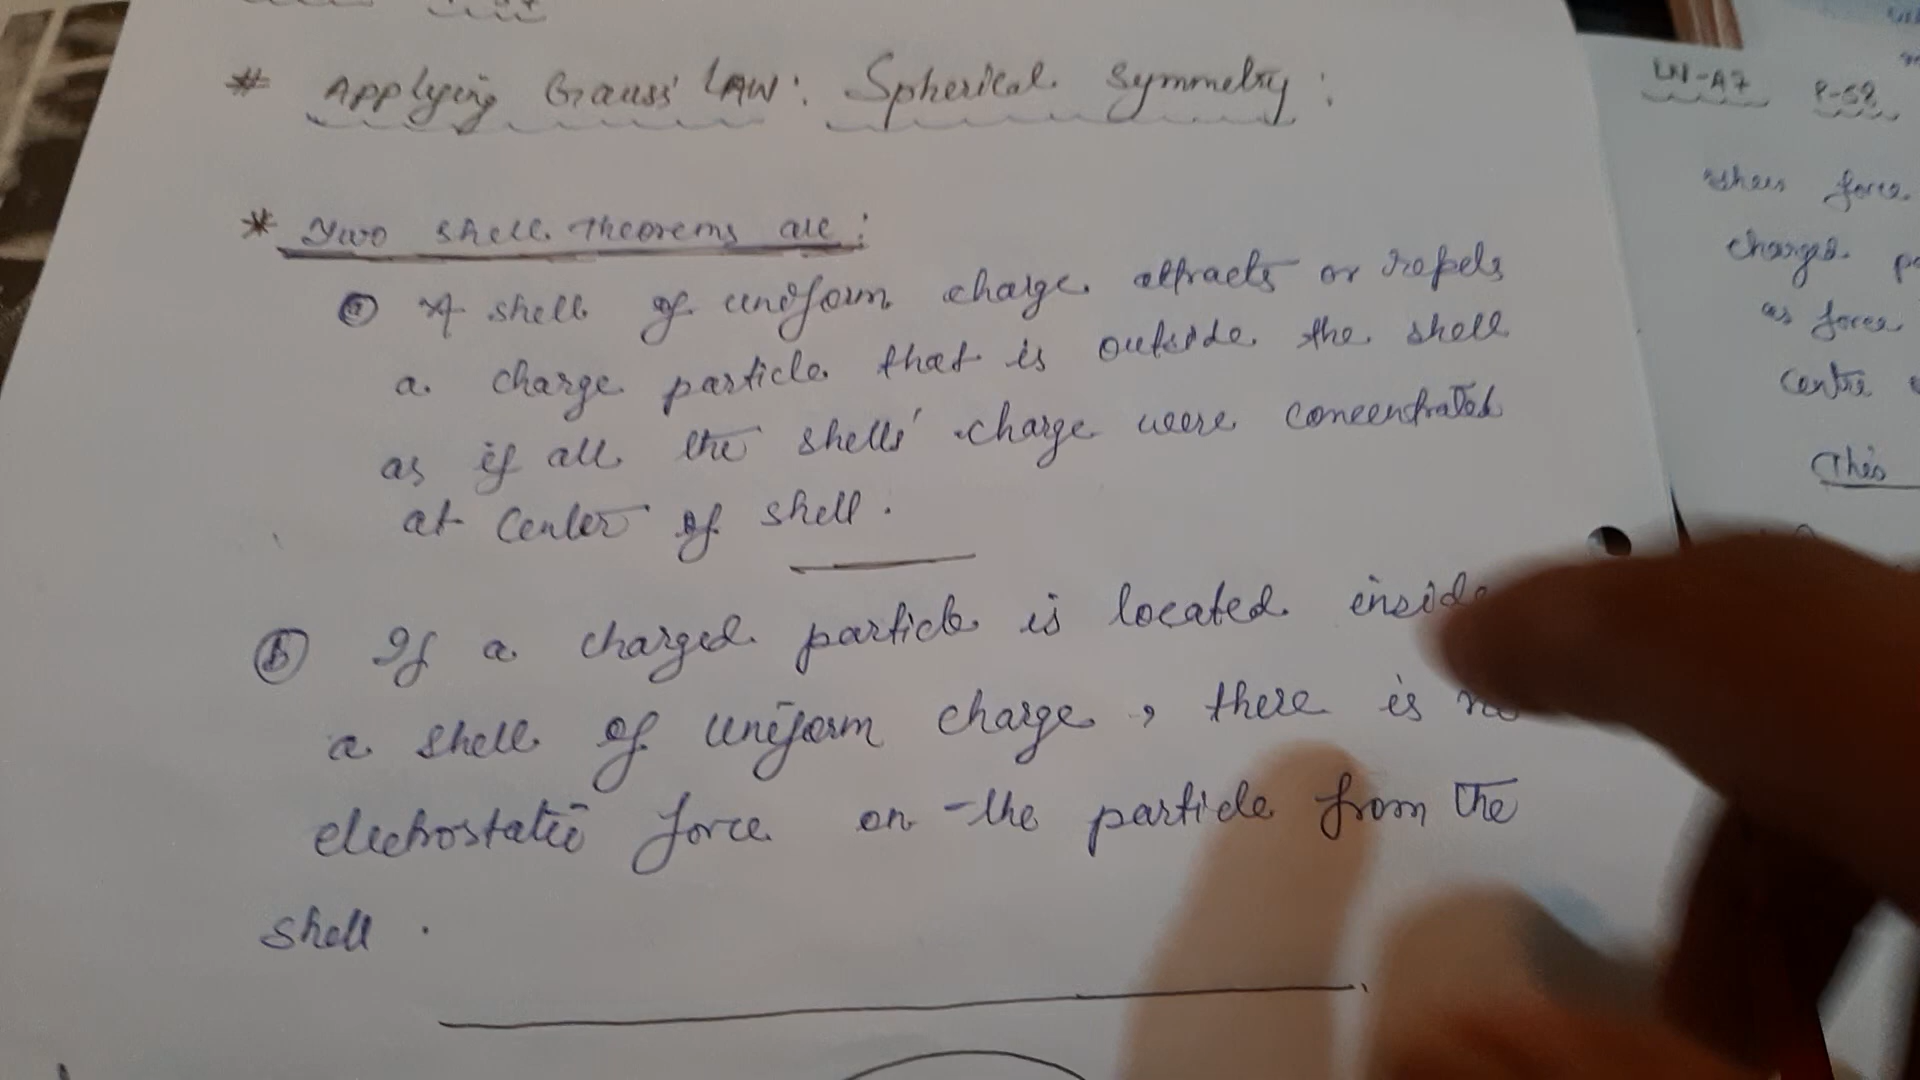 # Applying Gauss' LAW: Spherical Symmetry:
* Two shell theorems are:
(a) A shell of uniform charge attracts or repels
a charge particle that is outside the shell
as if all the shells' charge were concentrated
at center of shell.
(b) If a charged particle is located inside
a shell of uniform charge, there is no
electrostatic force on the particle from the
shell.
LN-A7 P-58
force
charge
as force
centre
This